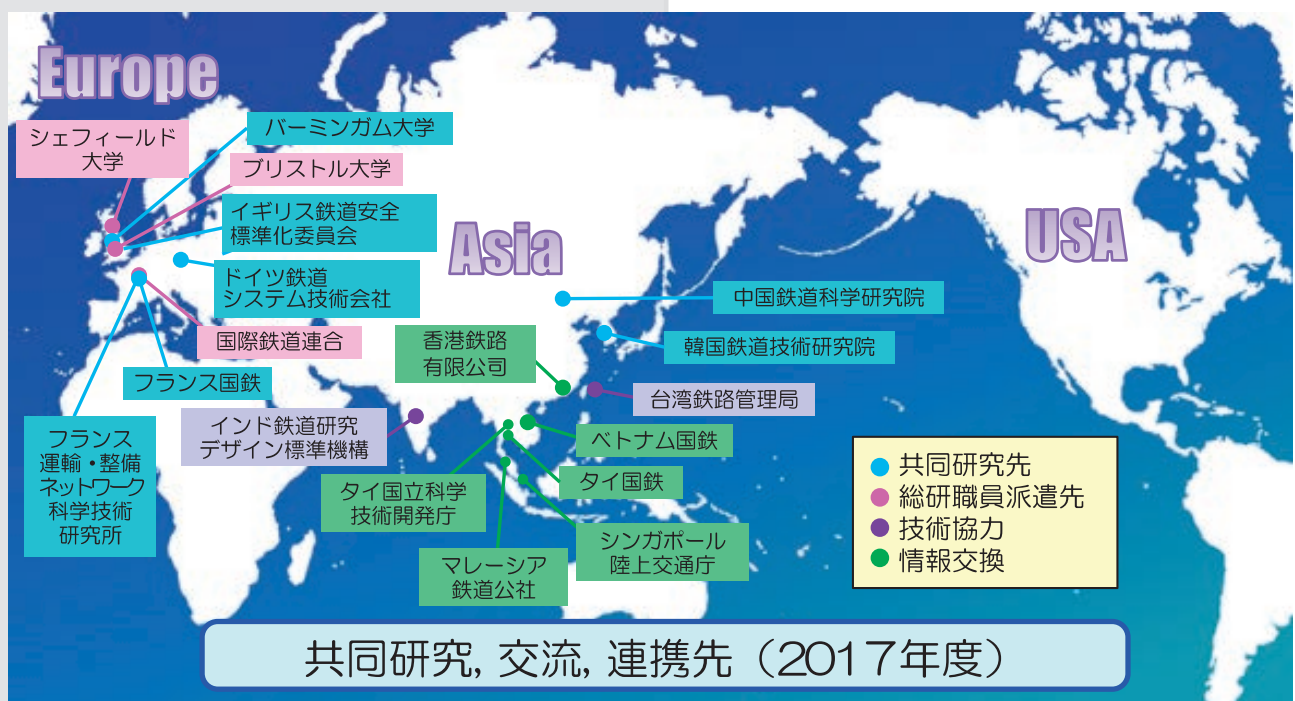 Europe
シェフィールド
大学
バーミンガム大学
ブリストル大学
イギリス鉄道安全
標準化委員会
ドイツ鉄道
システム技術会社
国際鉄道連合
フランス国鉄
フランス
運輸・整備
ネットワーク
科学技術
研究所
Asia
USA
中国鉄道科学研究院
韓国鉄道技術研究院
香港鉄路
有限公司
台湾鉄路管理局
インド鉄道研究
デザイン標準機構
ベトナム国鉄
タイ国鉄
タイ国立科学
技術開発庁
シンガポール
陸上交通庁
マレーシア
鉄道公社
共同研究先
総研職員派遣先
技術協力
情報交換
共同研究, 交流, 連携先（2017年度）